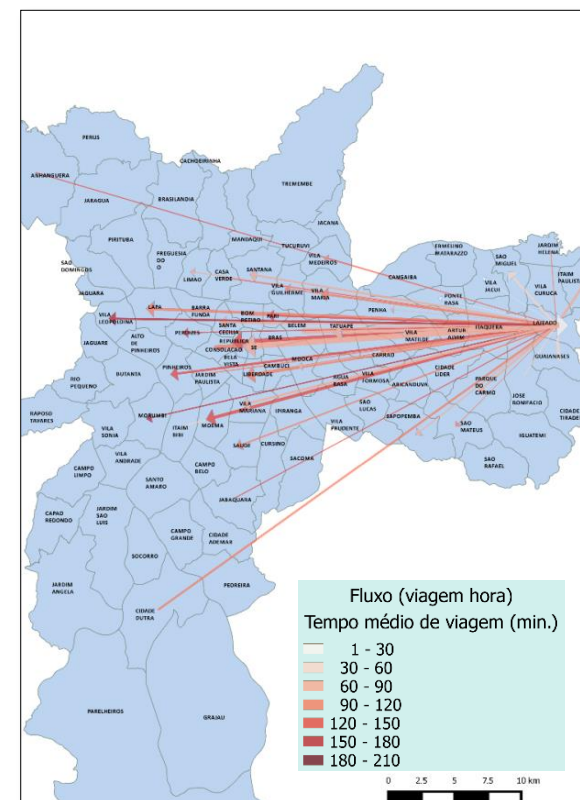 PERUS
CACHOEIRINHA
ANHANGUERA
TREMEMBE
JARAGUA
BRASILANDIA
JACANA
PIRITUBA
MANDAQUI
TUCURUVI
FREGUESIA
DO
O
VILA
MEDEIROS
ERMELINO
MATARAZZO
JARDIM
HELENA
SAO
MIGUEL
SAO
DOMINGOS
CASA
VERDE
SANTANA
LIMAO
CANGAIBA
ITAIM
PAULISTA
VILA
JACUI
VILA
CURUCA
VILA
GUILHERME
VILA
MARIA
JAGUARA
PONTE
RASA
PENHA
LAPA
BARRA
FUNDA
BOM
RETIRO
PARI
VILA
LEOPOLDINA
BELEM
TATUAPE
ITAQUERA
LAJEADO
SANTA
CECILIA
REPUBLICA
SE
BRAS
VILA
MATILDE
ARTUR
ALVIM
PERDIZES
JAGUARE
ALTO
DE
PINHEIROS
CONSOLACAO
BELA
VISTA
MOOCA
CARRAO
GUAIANASES
CAMBUCI
LIBERDADE
PINHEIROS
JARDIM
PAULISTA
BUTANTA
RIO
PEQUENO
AGUA
RASA
VILA
FORMOSA
ARICANDUVA
CIDADE
LIDER
PARQUE
DO
CARMO
JOSE
BONIFACIO
RAPOSO
TAVARES
MORUMBI
VILA
MARIANA
IPIRANGA
SAO
LUCAS
SAPOPEMBA
CIDADE
TIRADE
VILA
SONIA
ITAIM
BIBI
MOEMA
VILA
PRUDENTE
SAO
MATEUS
IGUATEMI
SAUDE
CURSINO
SACOMA
SAO
RAFAEL
VILA
ANDRADE
CAMPO
LIMPO
CAMPO
BELO
SANTO
AMARO
JABAQUARA
CAPAO
REDONDO
JARDIM
SAO
LUIS
CAMPO
GRANDE
CIDADE
ADEMAR
SOCORRO
JARDIM
ANGELA
PEDREIRA
CIDADE
DUTRA
PARELHEIROS
GRAJAU
Fluxo (viagem hora)
Tempo médio de viagem (min.)
1 - 30
30 - 60
60 - 90
90 - 120
120 - 150
150 - 180
180 - 210
0 2.5 5 7.5 10 km